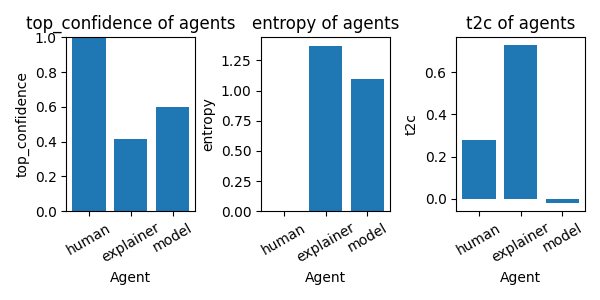 top_confidence of agents
1.0
0.8
0.6
0.4
0.2
0.0
top_confidence
human
explainer
model
Agent
entropy of agents
1.25
1.00
0.75
0.50
0.25
0.00
entropy
human
explainer
model
Agent
t2c of agents
0.6
0.4
0.2
0.0
t2c
human
explainer
model
Agent